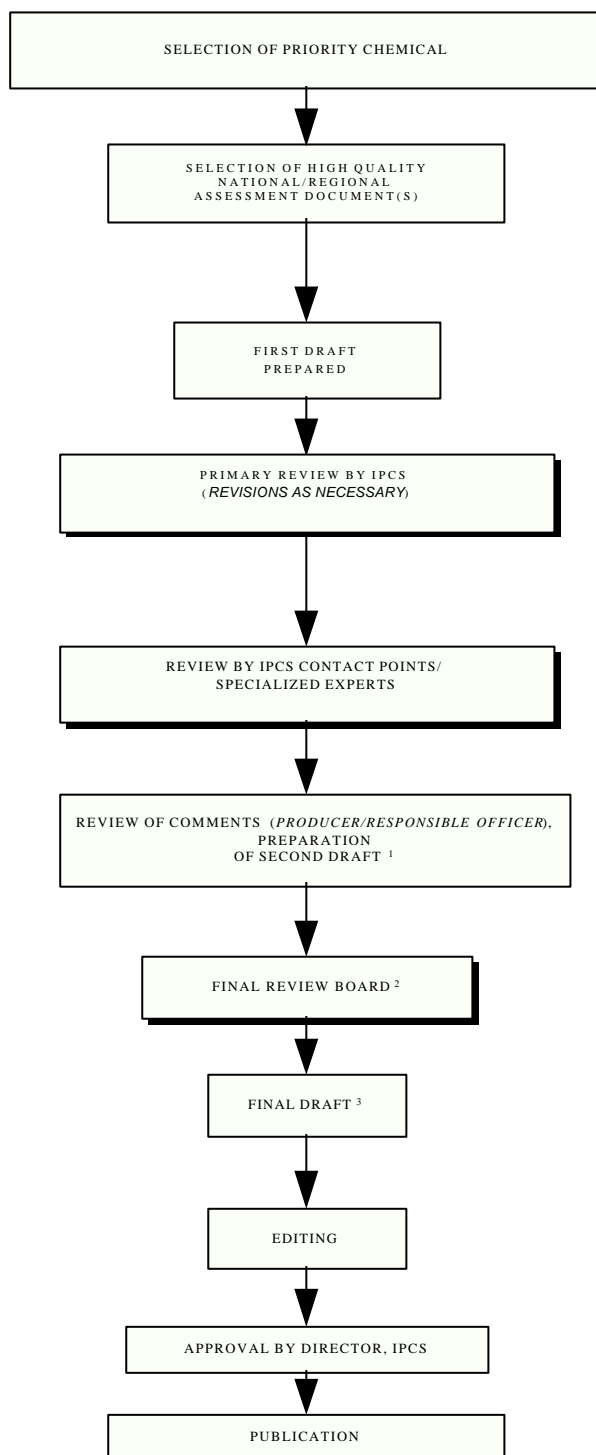 SELECTION OF PRIORITY CHEMICAL
SELECTION OF HIGH QUALITY
NATIONAL/REGIONAL
ASSESSMENT DOCUMENT(S)
FIRST DRAFT
PREPARED
PRIMARY REVIEW BY IPCS
(REVISIONS AS NECESSARY)
REVIEW BY IPCS CONTACT POINTS/
SPECIALIZED EXPERTS
REVIEW OF COMMENTS (PRODUCER/RESPONSIBLE OFFICER),
PREPARATION
OF SECOND DRAFT ¹
FINAL REVIEW BOARD ²
FINAL DRAFT ³
EDITING
APPROVAL BY DIRECTOR, IPCS
PUBLICATION